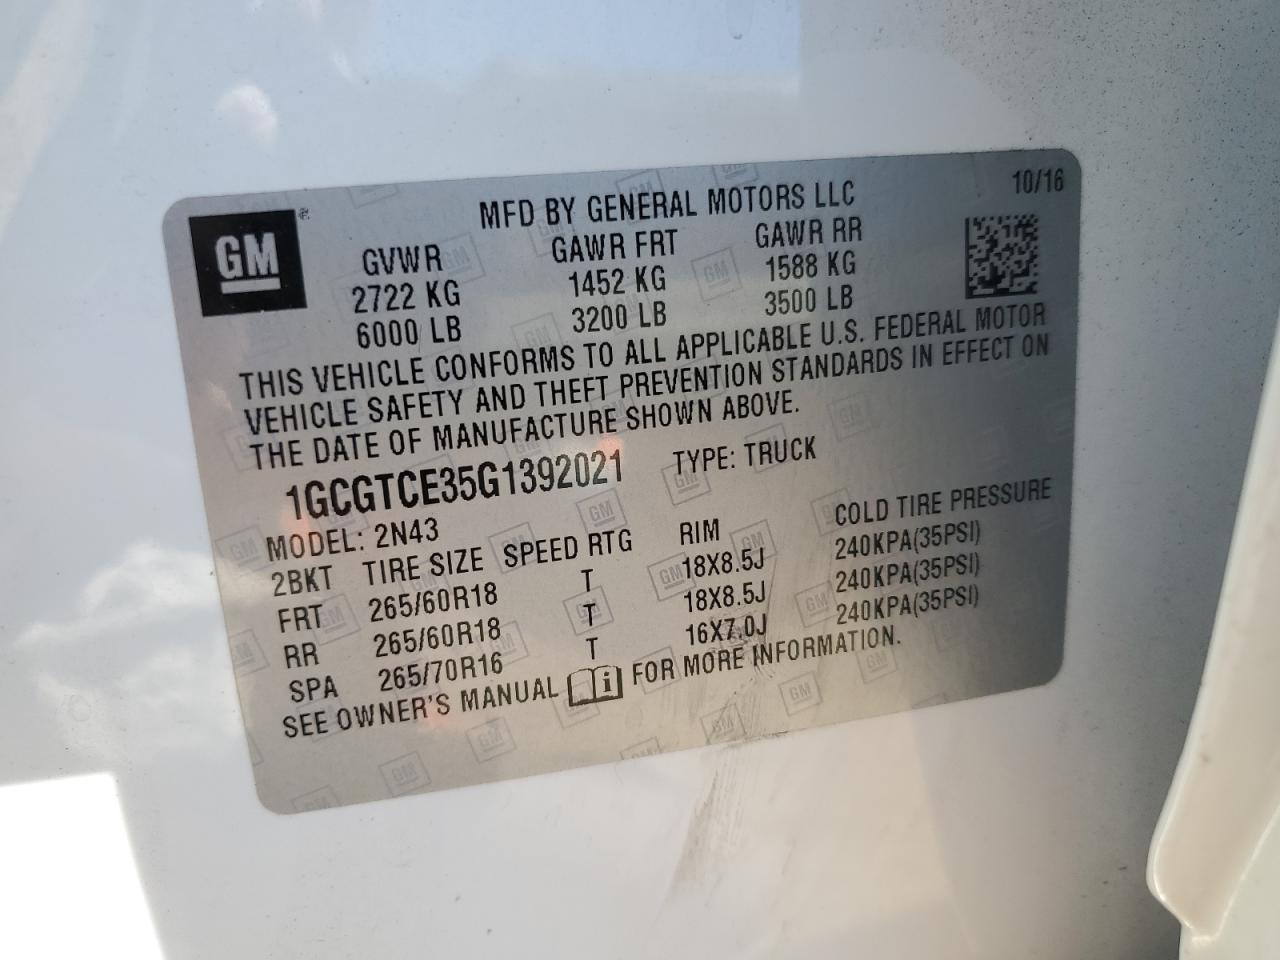 10/16
MFD BY GENERAL MOTORS LLC
GM
GVWR GAWR FRT GAWR RR
2722 KG 1452 KG 1588 KG
6000 LB 3200 LB 3500 LB
THIS VEHICLE CONFORMS TO ALL APPLICABLE U.S. FEDERAL MOTOR
VEHICLE SAFETY AND THEFT PREVENTION STANDARDS IN EFFECT ON
THE DATE OF MANUFACTURE SHOWN ABOVE.
1GCGTCE35G1392021 TYPE: TRUCK
MODEL: 2N43
2BKT TIRE SIZE SPEED RTG RIM COLD TIRE PRESSURE
FRT 265/60R18 T 18X8.5J 240KPA(35PSI)
RR 265/60R18 T 18X8.5J 240KPA(35PSI)
SPA 265/70R16 T 16X7.0J 240KPA(35PSI)
SEE OWNER'S MANUAL i FOR MORE INFORMATION.